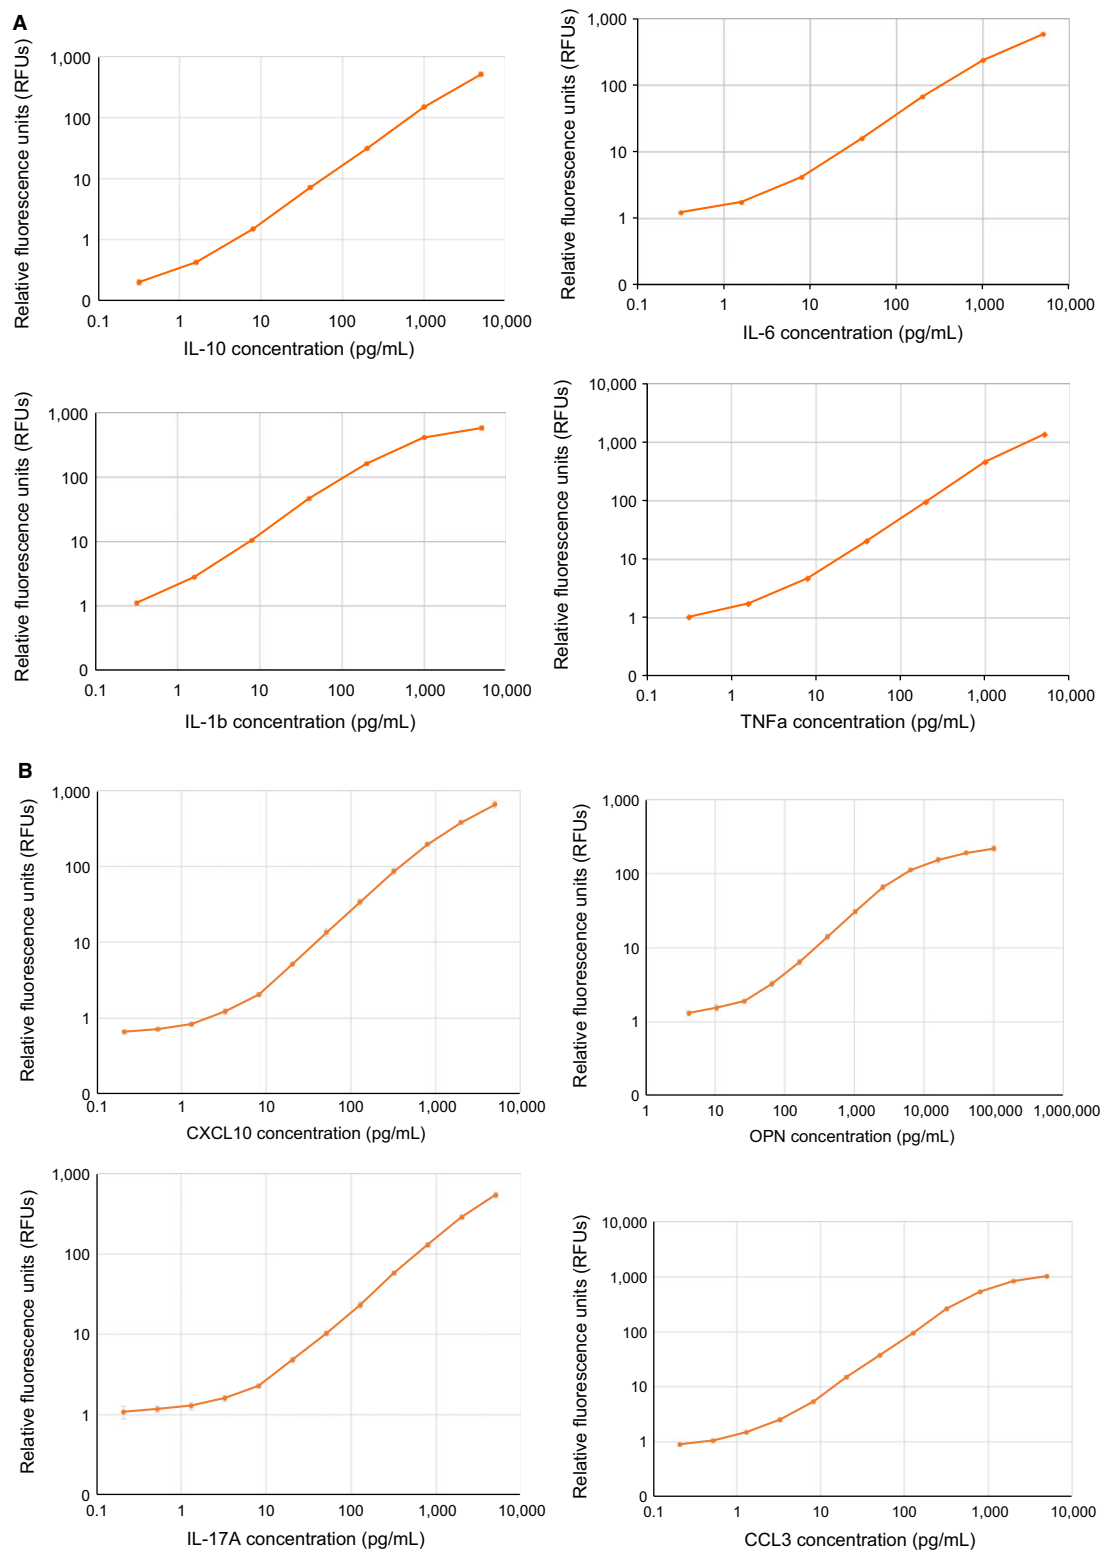 A
Relative fluorescence units (RFUs)
1,000
100
10
1
0
0.1 1 10 100 1,000 10,000
IL-10 concentration (pg/mL)
Relative fluorescence units (RFUs)
1,000
100
10
1
0
0.1 1 10 100 1,000 10,000
IL-6 concentration (pg/mL)
Relative fluorescence units (RFUs)
1,000
100
10
1
0
0.1 1 10 100 1,000 10,000
IL-1b concentration (pg/mL)
Relative fluorescence units (RFUs)
10,000
1,000
100
10
1
0
0.1 1 10 100 1,000 10,000
TNFa concentration (pg/mL)
B
Relative fluorescence units (RFUs)
1,000
100
10
1
0
0.1 1 10 100 1,000 10,000
CXCL10 concentration (pg/mL)
Relative fluorescence units (RFUs)
1,000
100
10
1
0
1 10 100 1,000 10,000 100,000 1,000,000
OPN concentration (pg/mL)
Relative fluorescence units (RFUs)
1,000
100
10
1
0
0.1 1 10 100 1,000 10,000
IL-17A concentration (pg/mL)
Relative fluorescence units (RFUs)
10,000
1,000
100
10
1
0
0.1 1 10 100 1,000 10,000
CCL3 concentration (pg/mL)